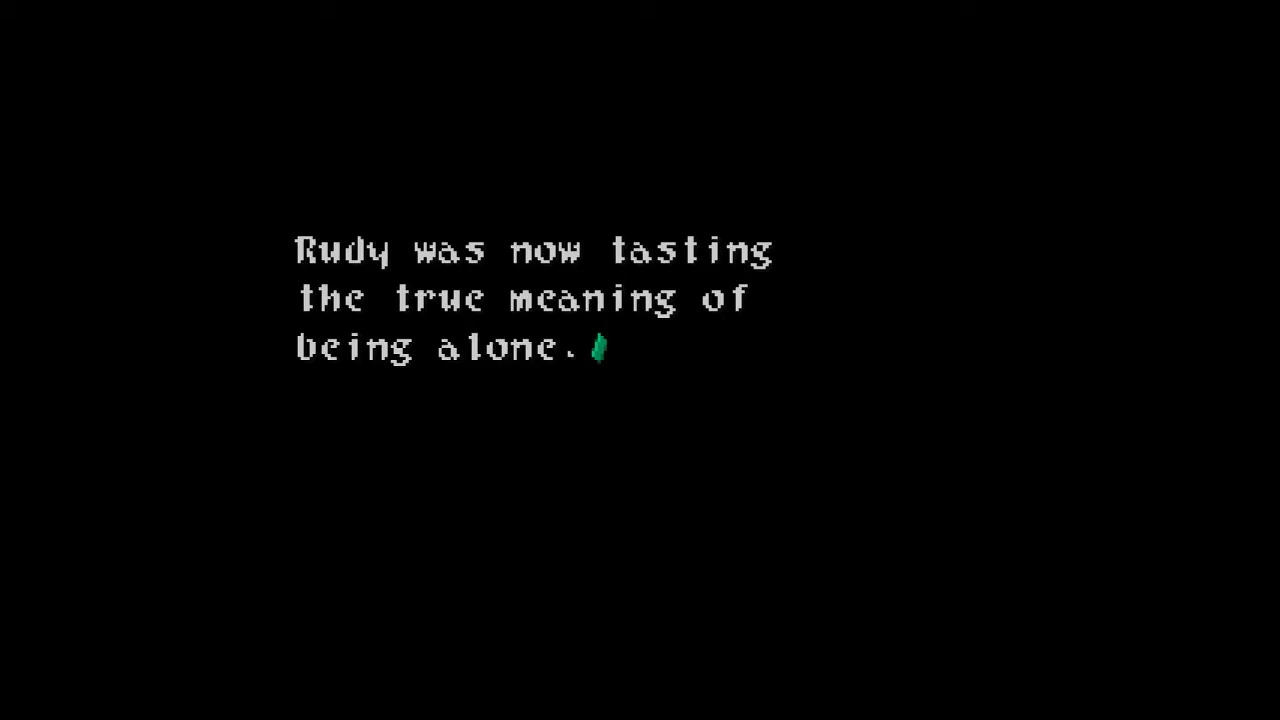 Rudy was now tasting
the true meaning of
being alone.